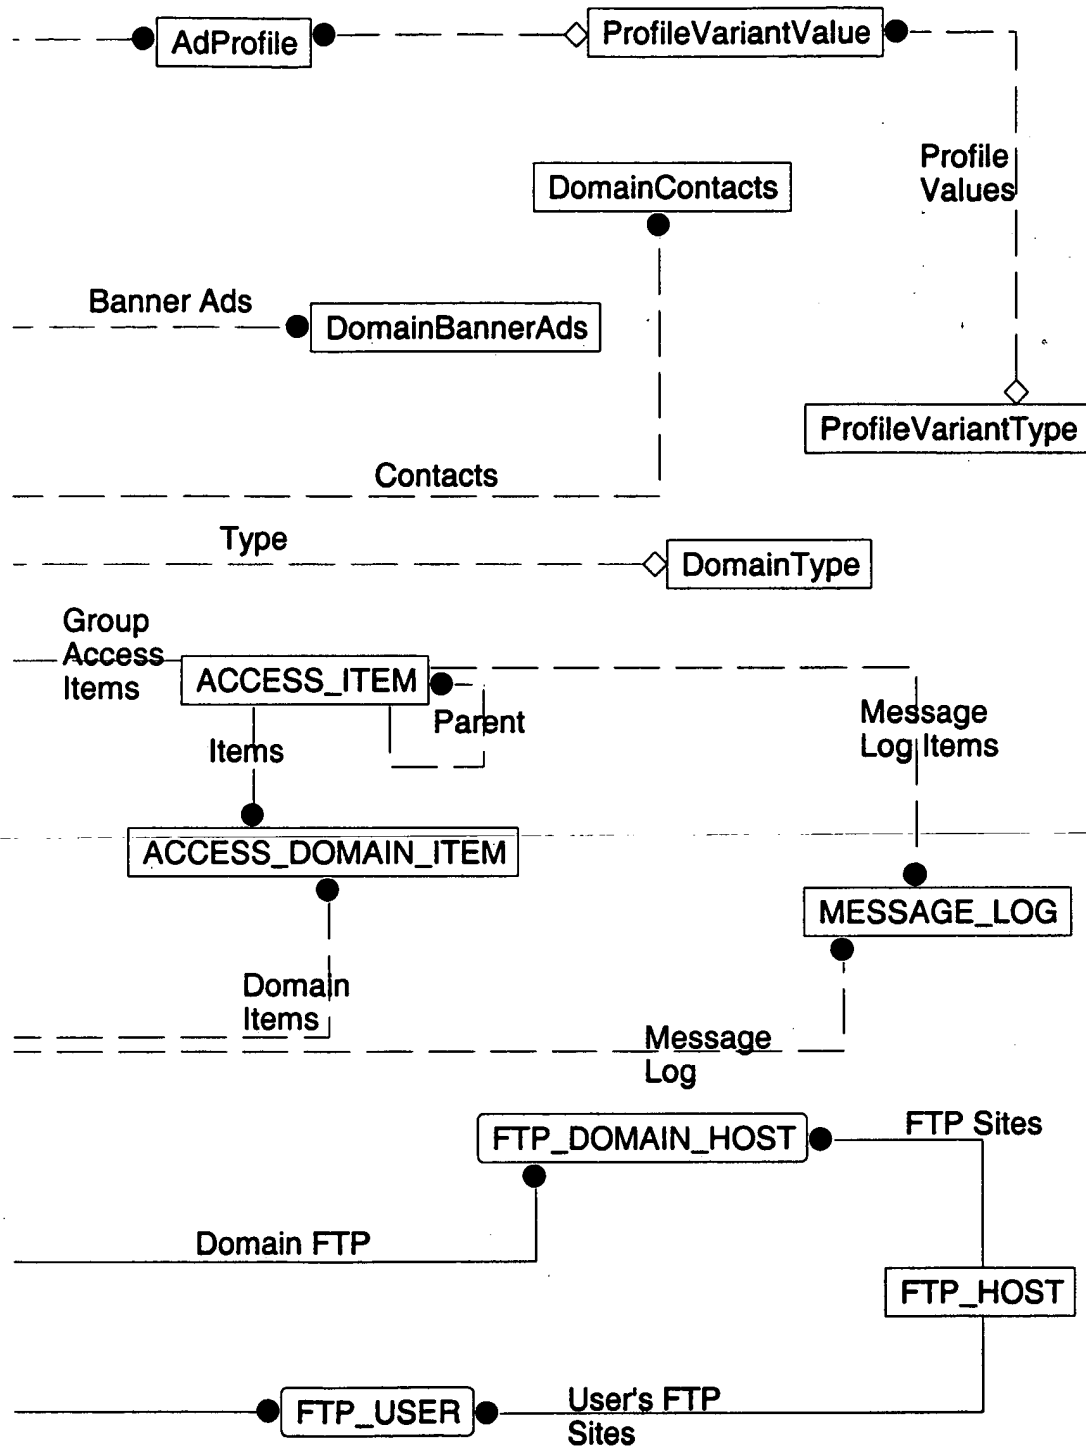 AdProfile
ProfileVariantValue
Profile
Values
DomainContacts
Banner Ads
DomainBannerAds
ProfileVariantType
Contacts
Type
DomainType
Group
Access
Items
ACCESS_ITEM
Parent
Items
Message
Log Items
ACCESS_DOMAIN_ITEM
MESSAGE_LOG
Domain
Items
Message
Log
FTP_DOMAIN_HOST
FTP Sites
Domain FTP
FTP_HOST
FTP_USER
User's FTP
Sites